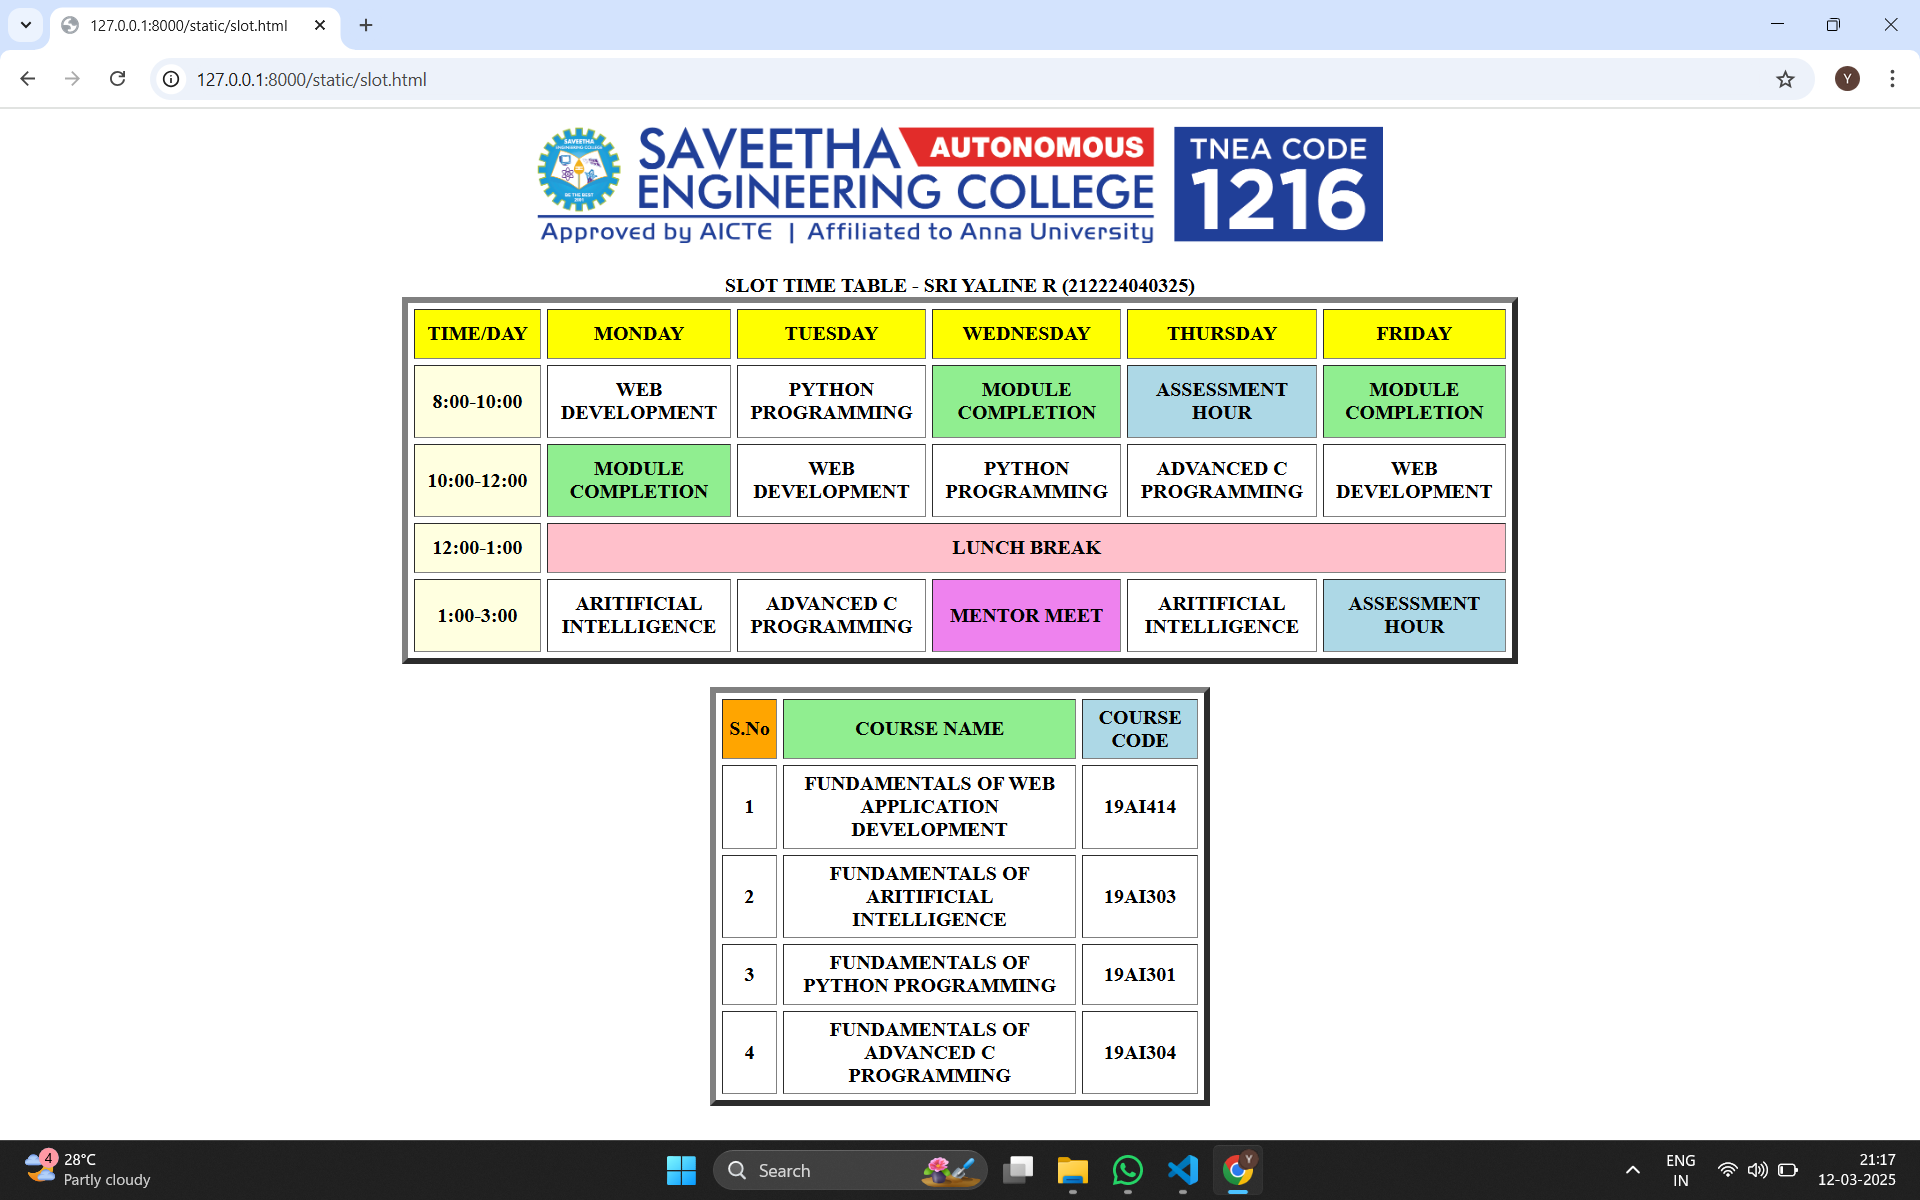 127.0.0.1:8000/static/slot.html
127.0.0.1:8000/static/slot.html
Y
SAVEETHA AUTONOMOUS
ENGINEERING COLLEGE
Approved by AICTE | Affiliated to Anna University
TNEA CODE
1216
SAVEETHA
ENGINEERING COLLEGE
BE THE BEST
2001
SLOT TIME TABLE - SRI YALINE R (212224040325)
TIME/DAY MONDAY TUESDAY WEDNESDAY THURSDAY FRIDAY
8:00-10:00 WEB PYTHON MODULE ASSESSMENT MODULE
DEVELOPMENT PROGRAMMING COMPLETION HOUR COMPLETION
10:00-12:00 MODULE WEB PYTHON ADVANCED C WEB
COMPLETION DEVELOPMENT PROGRAMMING PROGRAMMING DEVELOPMENT
12:00-1:00 LUNCH BREAK
1:00-3:00 ARITIFICIAL ADVANCED C MENTOR MEET ARITIFICIAL ASSESSMENT
INTELLIGENCE PROGRAMMING INTELLIGENCE HOUR
S.No COURSE NAME COURSE
CODE
1 FUNDAMENTALS OF WEB
APPLICATION 19AI414
DEVELOPMENT
2 FUNDAMENTALS OF
ARITIFICIAL 19AI303
INTELLIGENCE
3 FUNDAMENTALS OF 19AI301
PYTHON PROGRAMMING
4 FUNDAMENTALS OF
ADVANCED C 19AI304
PROGRAMMING
4
28°C
Partly cloudy
Search
Y
ENG
IN
21:17
12-03-2025